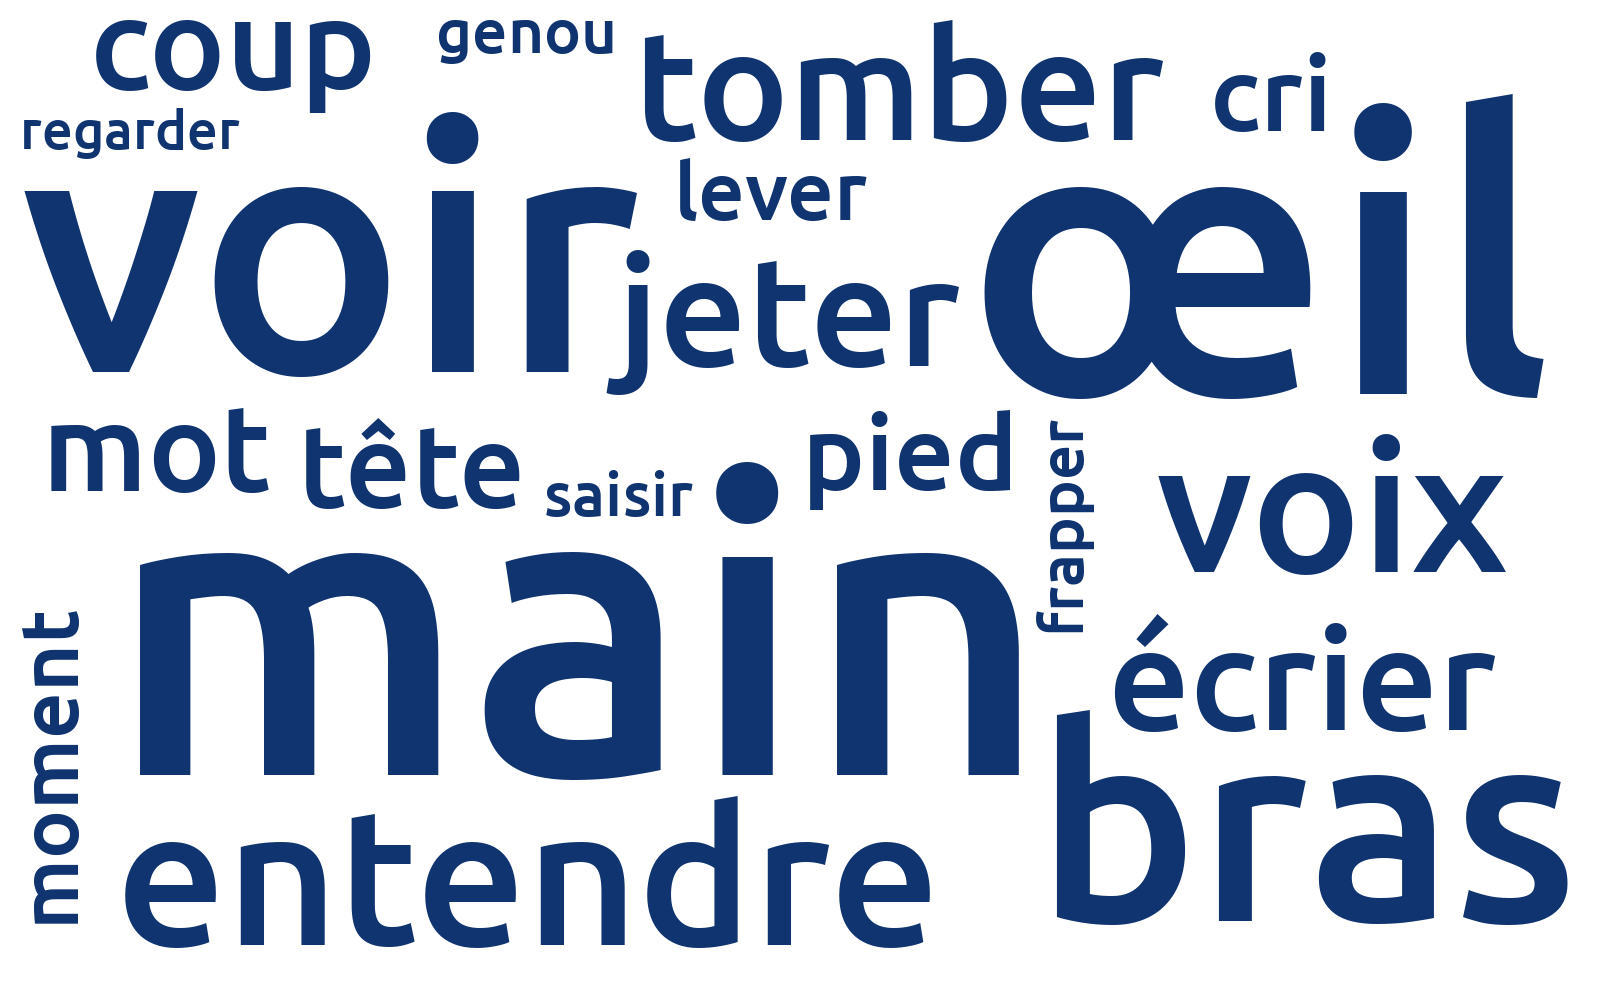 coup
genou
tomber
cri
regarder
voir
lever
jeter
œil
mot
tête
saisir
pied
frapper
voix
main
moment
écrier
bras
entendre